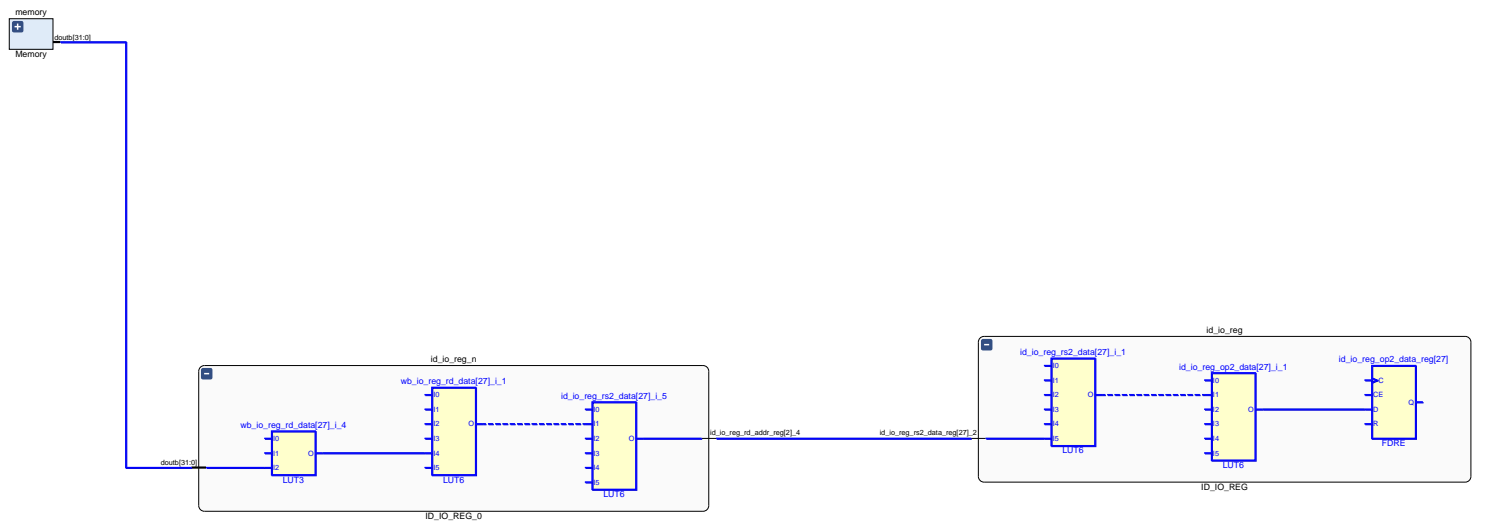 memory
+
doutb[31:0]
Memory
id_io_reg_n
-
wb_io_reg_rd_data[27]_i_4
I0
I1
I2
O
LUT3
wb_io_reg_rd_data[27]_i_1
I0
I1
I2
I3
I4
I5
O
LUT6
id_io_reg_rs2_data[27]_i_5
I0
I1
I2
I3
I4
I5
O
LUT6
doutb[31:0]
ID_IO_REG_0
id_io_reg_rd_addr_reg[2]_4
id_io_reg_rs2_data_reg[27]_2
id_io_reg
-
id_io_reg_rs2_data[27]_i_1
I0
I1
I2
I3
I4
I5
O
LUT6
id_io_reg_op2_data[27]_i_1
I0
I1
I2
I3
I4
I5
O
LUT6
id_io_reg_op2_data_reg[27]
C
CE
D
R
Q
FDRE
ID_IO_REG